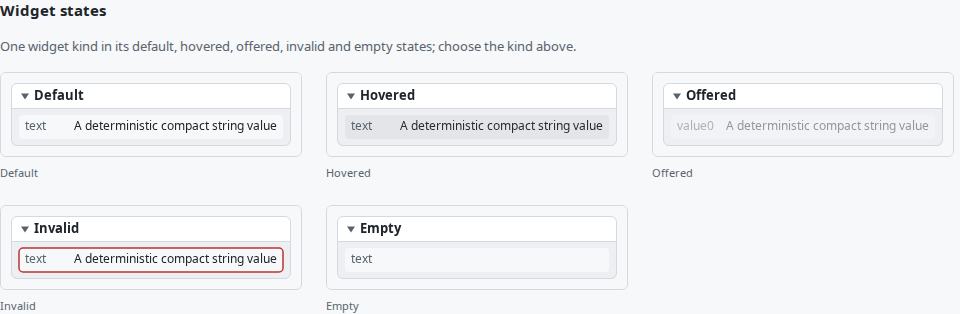 Widget states
One widget kind in its default, hovered, offered, invalid and empty states; choose the kind above.
Default
text A deterministic compact string value
Default
Hovered
text A deterministic compact string value
Hovered
Offered
value0 A deterministic compact string value
Offered
Invalid
text A deterministic compact string value
Invalid
Empty
text
Empty